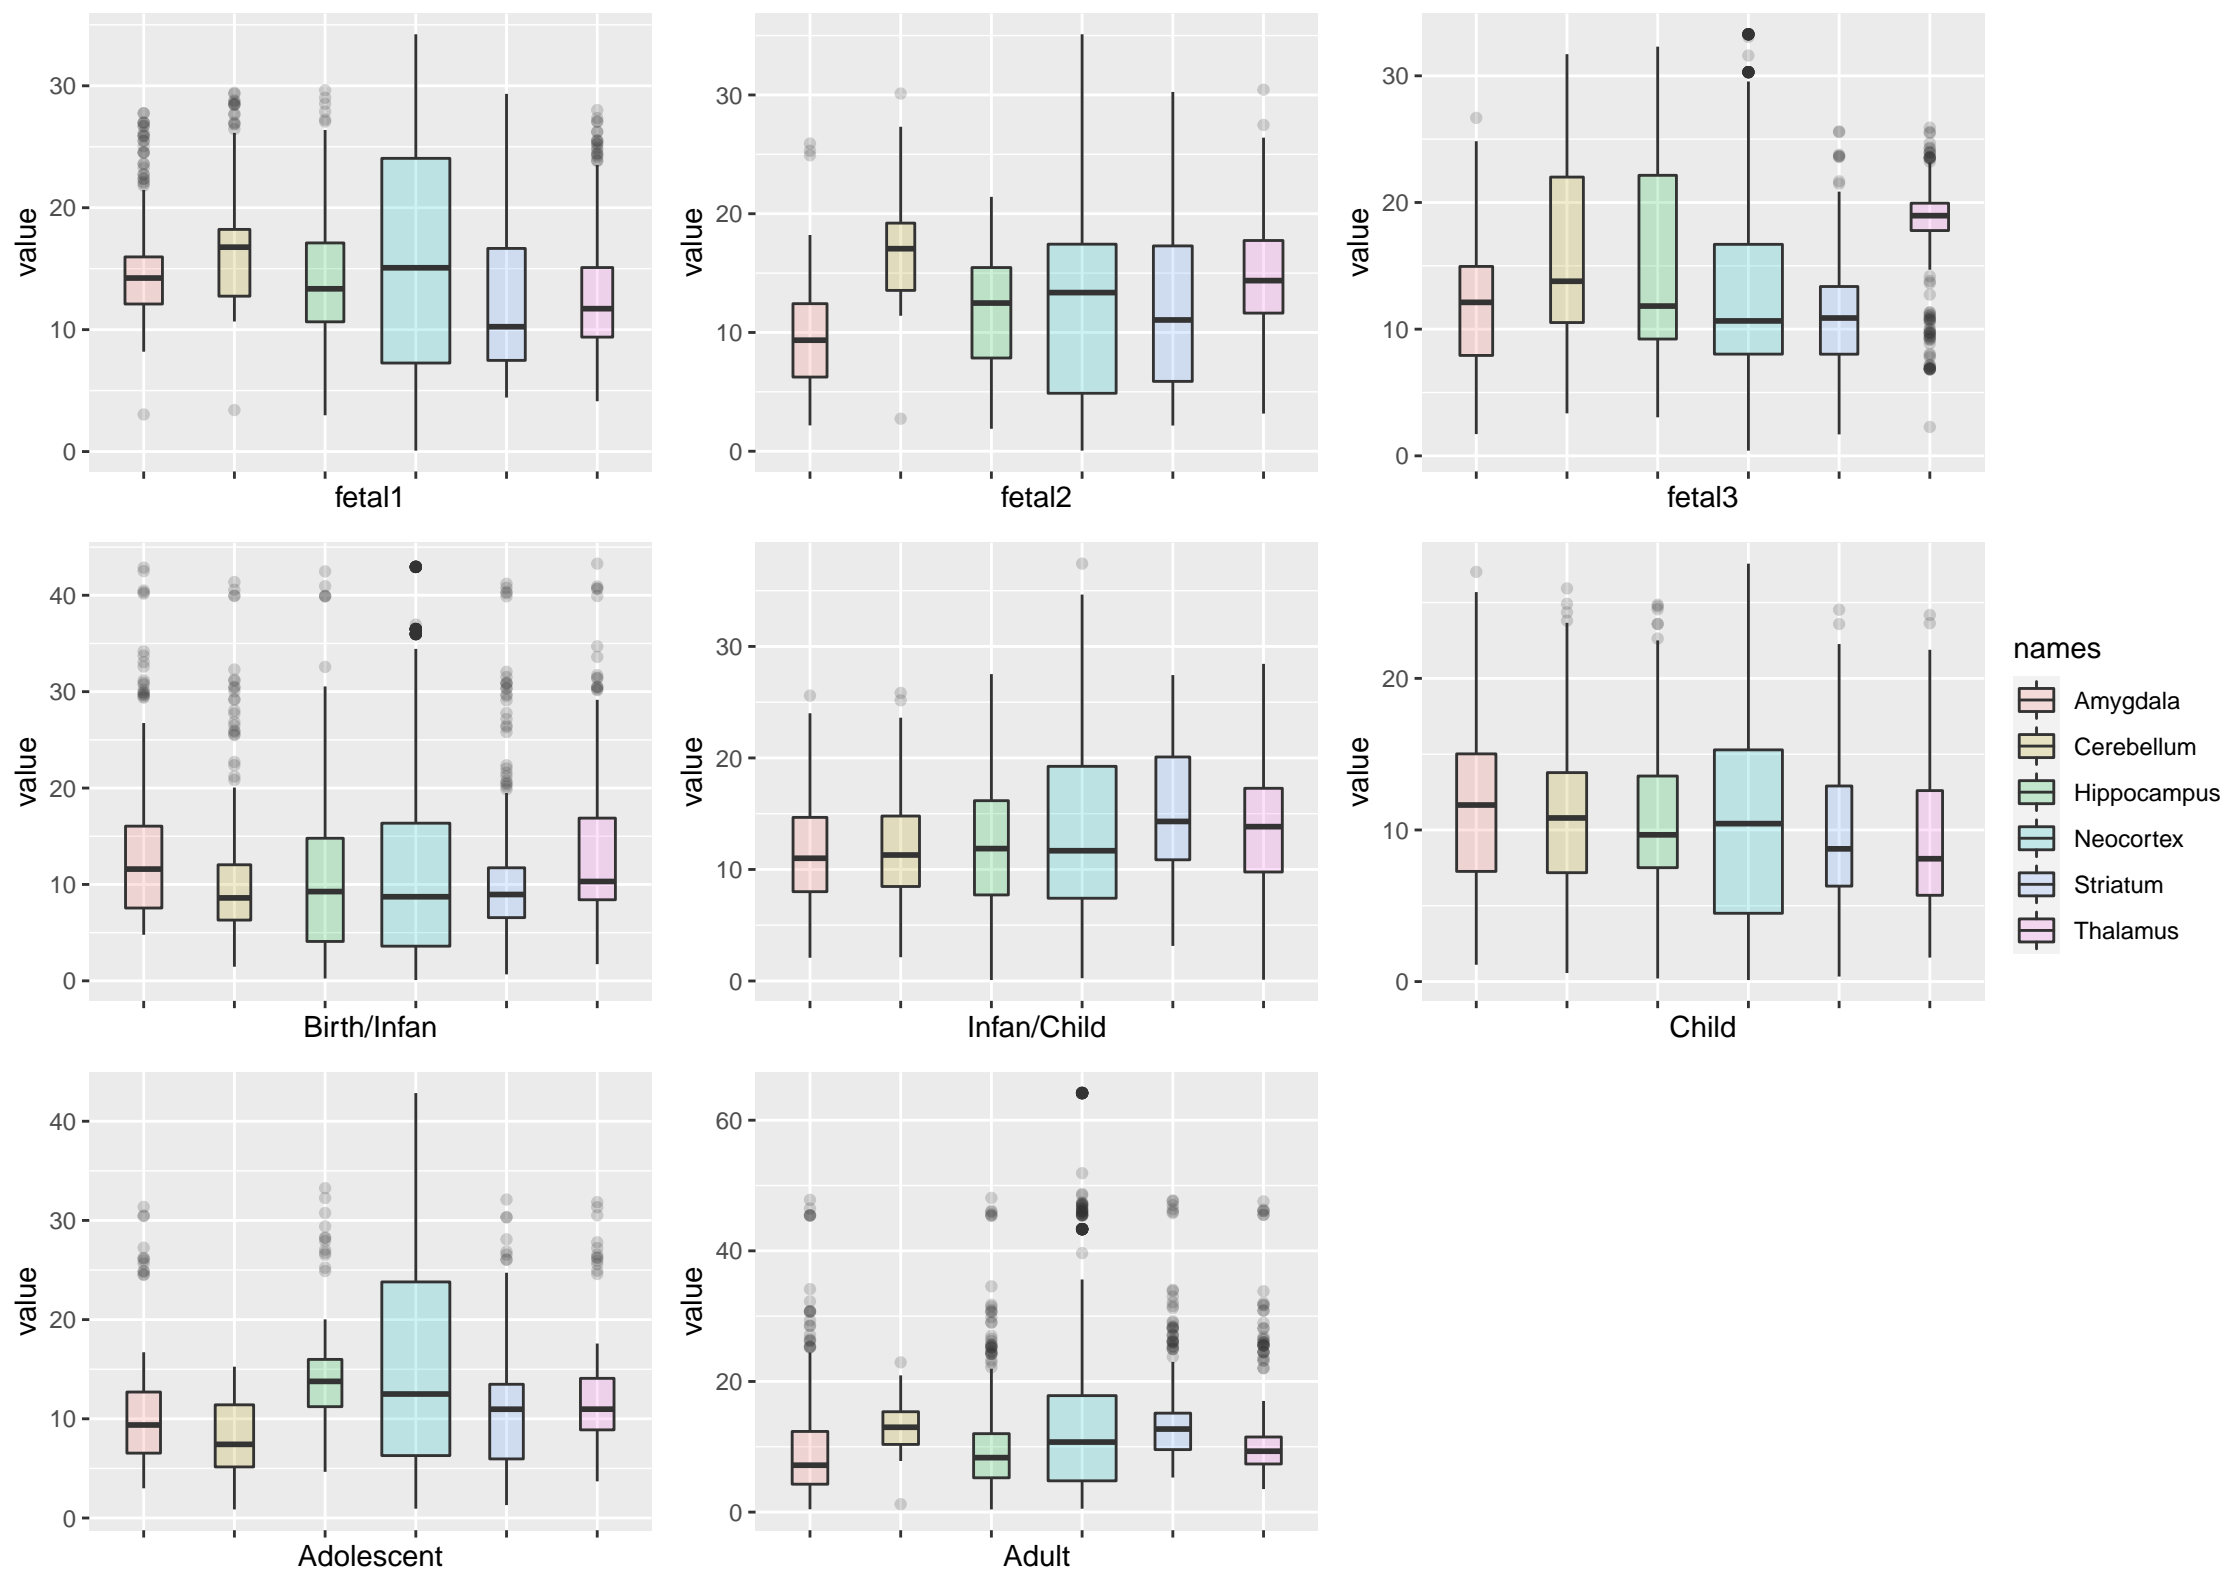 value
30
20
10
0
fetal1
value
30
20
10
0
fetal2
value
30
20
10
0
fetal3
value
40
30
20
10
0
Birth/Infan
value
30
20
10
0
Infan/Child
value
20
10
0
Child
names
Amygdala
Cerebellum
Hippocampus
Neocortex
Striatum
Thalamus
value
40
30
20
10
0
Adolescent
value
60
40
20
0
Adult